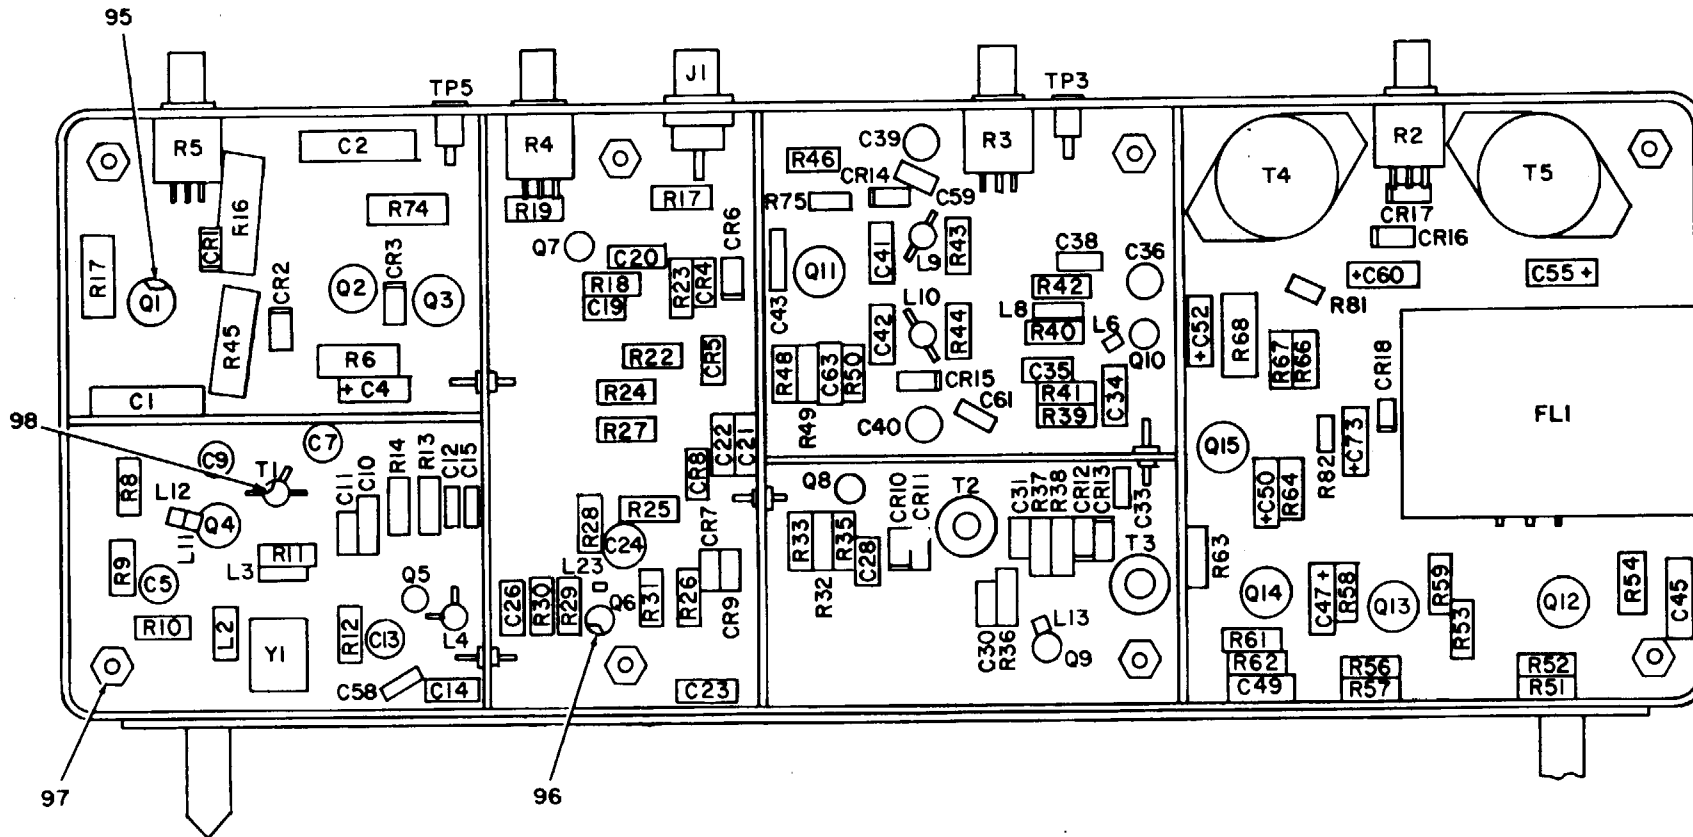 95
TP5
J1
TP3
R5
C2
R4
R46
C39
R3
R2
T4
T5
R16
R74
R19
R17
CR14
C59
R75
CR17
CR16
CR1
CR3
CR6
Q7
C20
C41
L9
R43
C38
C36
R17
Q1
CR2
Q2
Q3
R18
C19
R23
CR4
Q11
C43
R42
+C60
C55+
R81
L10
L8
R40
L6
Q10
R45
R6
+C4
R22
CR5
C42
R44
+C52
R68
R67
R66
CR18
C1
R24
R48
R49
C63
R50
CR15
C61
C35
R41
R39
C34
FL1
98
C7
R27
C22
C21
C40
Q15
R82
+C73
C9
T1
R14
R13
C12
C15
CR8
R8
L12
C11
C10
Q8
CR10
CR11
T2
C31
R37
R38
CR12
CR13
C33
+C50
R64
Q4
L11
R28
R25
CR7
R33
R32
R35
C28
T3
R63
C24
R9
C5
L3
R11
Q5
L23
Q6
R31
R26
CR9
C26
R30
R29
Q14
C47+
R58
Q13
R59
R53
Q12
R54
C45
R10
L2
Y1
R12
C13
L4
C30
R36
L13
Q9
R61
R62
C49
R56
R57
R52
R51
C58
C14
C23
97
96